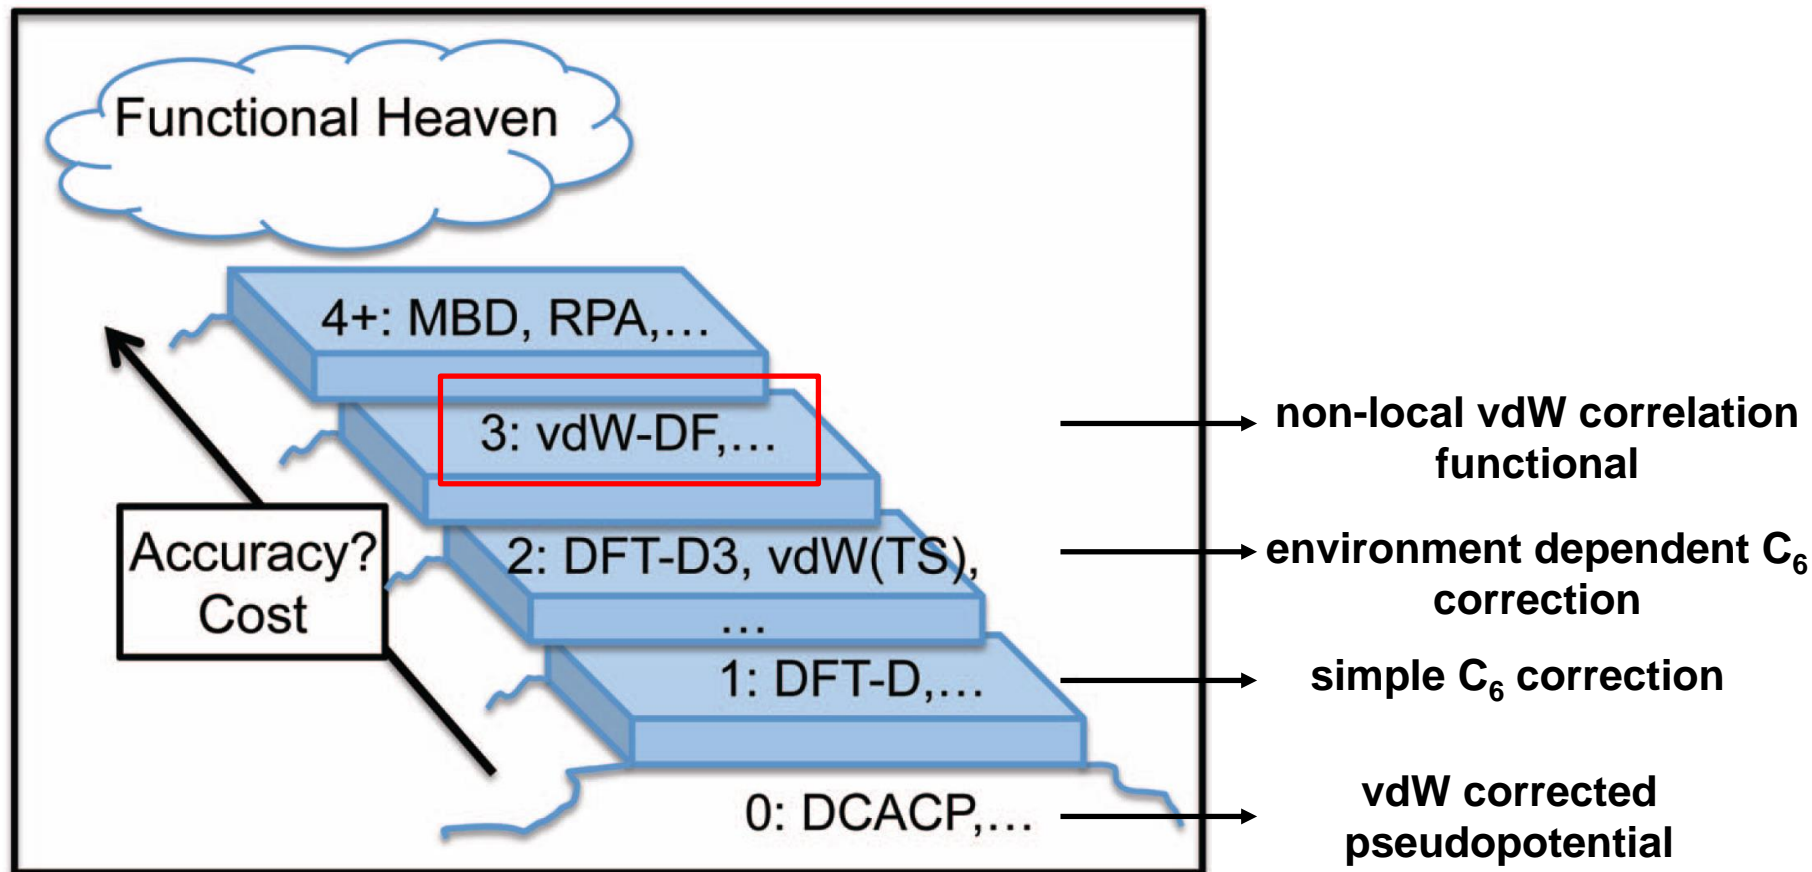 Functional Heaven
4+: MBD, RPA,…
3: vdW-DF,…
non-local vdW correlation
functional
Accuracy?
Cost
2: DFT-D3, vdW(TS),
…
environment dependent C₆
correction
1: DFT-D,…
simple C₆ correction
0: DCACP,…
vdW corrected
pseudopotential